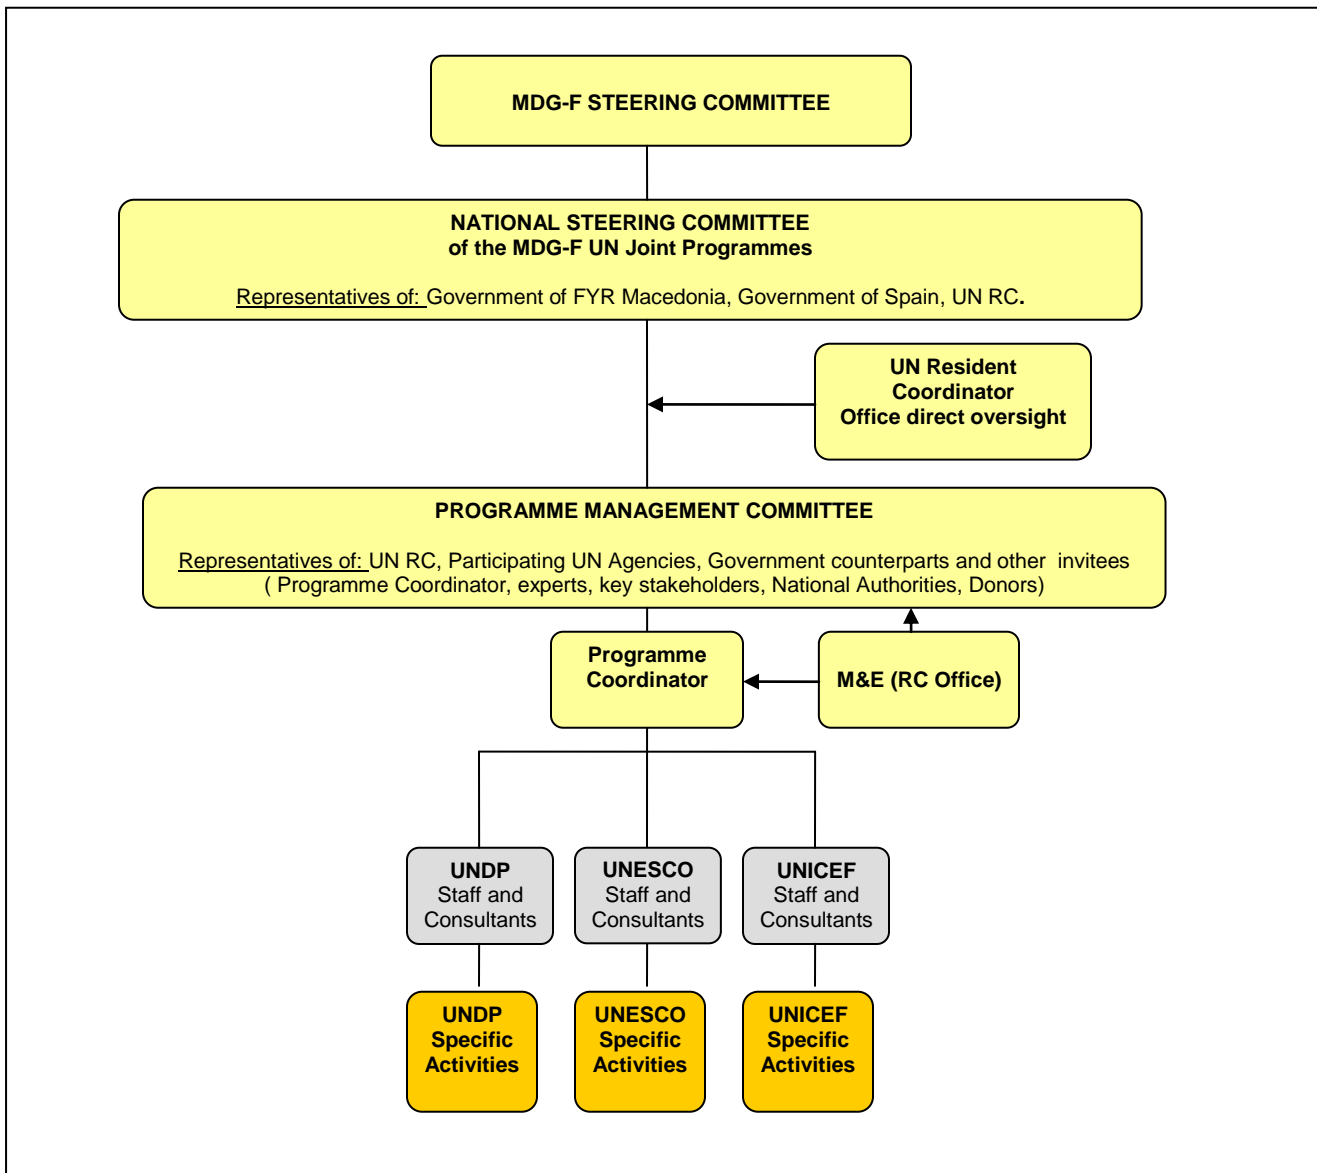 MDG-F STEERING COMMITTEE
NATIONAL STEERING COMMITTEE
of the MDG-F UN Joint Programmes
Representatives of: Government of FYR Macedonia, Government of Spain, UN RC.
UN Resident
Coordinator
Office direct oversight
PROGRAMME MANAGEMENT COMMITTEE
Representatives of: UN RC, Participating UN Agencies, Government counterparts and other invitees
( Programme Coordinator, experts, key stakeholders, National Authorities, Donors)
Programme
Coordinator
M&E (RC Office)
UNDP
Staff and
Consultants
UNESCO
Staff and
Consultants
UNICEF
Staff and
Consultants
UNDP
Specific
Activities
UNESCO
Specific
Activities
UNICEF
Specific
Activities